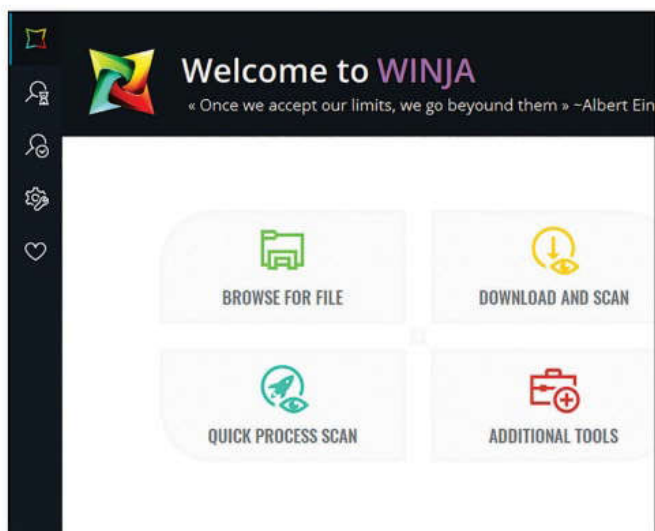 Welcome to WINJA
« Once we accept our limits, we go beyound them » ~Albert Ein
BROWSE FOR FILE
DOWNLOAD AND SCAN
QUICK PROCESS SCAN
ADDITIONAL TOOLS